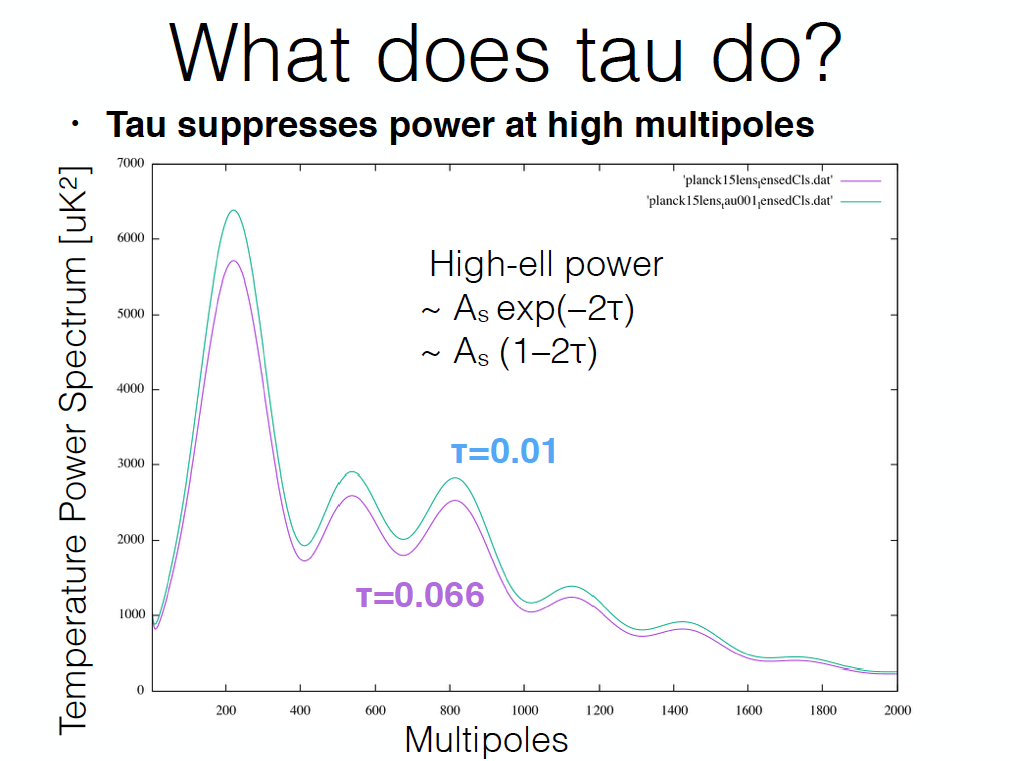 What does tau do?
• Tau suppresses power at high multipoles
Temperature Power Spectrum [uK²]
7000
6000
5000
4000
3000
2000
1000
0
'planck15lens_lensedCls.dat'
'planck15lens_tau001_lensedCls.dat'
High-ell power
~ As exp(−2τ)
~ As (1−2τ)
τ=0.01
τ=0.066
200 400 600 800 1000 1200 1400 1600 1800 2000
Multipoles